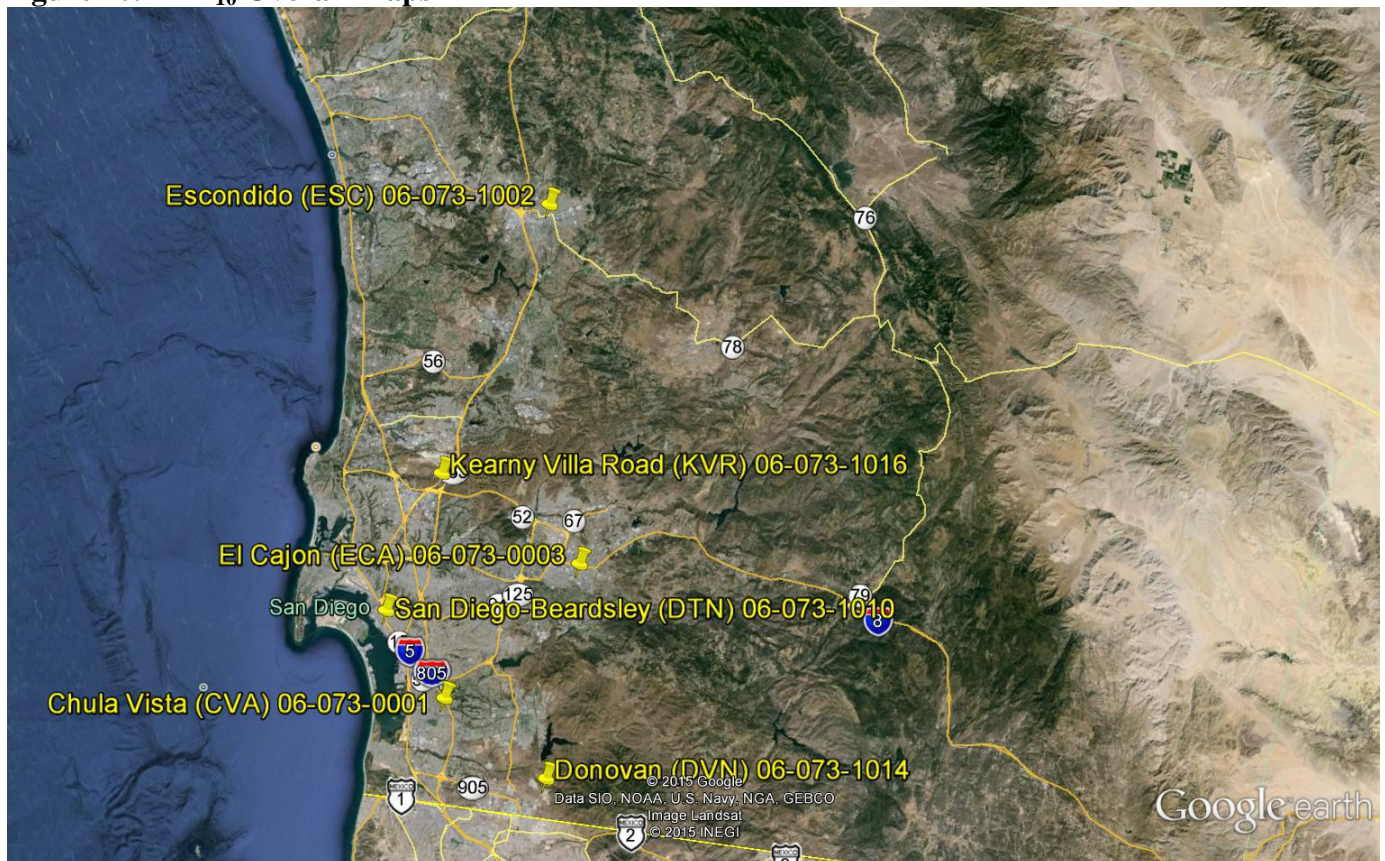 Escondido (ESC) 06-073-1002
76
78
56
Kearny Villa Road (KVR) 06-073-1016
52
67
El Cajon (ECA) 06-073-0003
125
79
San Diego
San Diego-Beardsley (DTN) 06-073-1010
8
5
805
Chula Vista (CVA) 06-073-0001
Donovan (DVN) 06-073-1014
© 2015 Google
905
MEXICO
1
Data SIO, NOAA, U.S. Navy, NGA, GEBCO
Image Landsat
© 2015 INEGI
MEXICO
2
Google earth
MEXICO